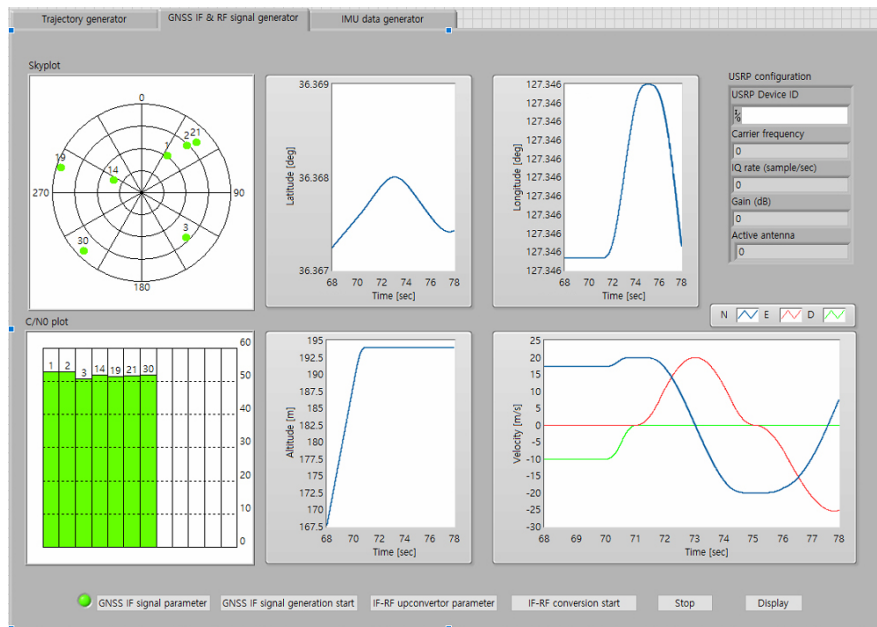 Trajectory generator
GNSS IF & RF signal generator
IMU data generator
Skyplot
0
90
180
270
1
2
21
19
14
30
3
36.369
36.368
36.367
Latitude [deg]
68 70 72 74 76 78
Time [sec]
127.346
127.346
127.346
127.346
127.346
127.346
127.346
127.346
127.346
127.346
Longitude [deg]
68 70 72 74 76 78
Time [sec]
USRP configuration
USRP Device ID
Carrier frequency
0
IQ rate (sample/sec)
0
Gain (dB)
0
Active antenna
0
N E D
C/N0 plot
60
50
40
30
20
10
0
1 2 3 14 19 21 30
195
192.5
190
187.5
185
182.5
180
177.5
175
172.5
170
167.5
Altitude [m]
68 70 72 74 76 78
Time [sec]
25
20
15
10
5
0
-5
-10
-15
-20
-25
-30
Velocity [m/s]
68 69 70 71 72 73 74 75 76 77 78
Time [sec]
GNSS IF signal parameter
GNSS IF signal generation start
IF-RF upconvertor parameter
IF-RF conversion start
Stop
Display